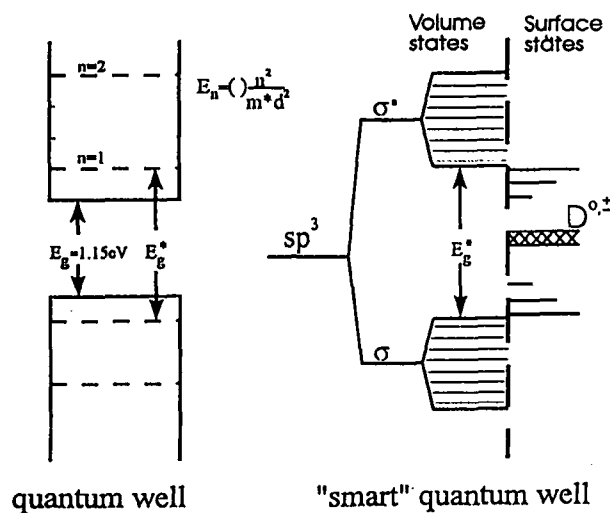 n=2
E_n=( ) n² / m*d²
n=1
E_g=1.15eV
E_g*
quantum well
Volume states
Surface states
σ*
sp³
E_g*
D⁰,±
σ
"smart" quantum well